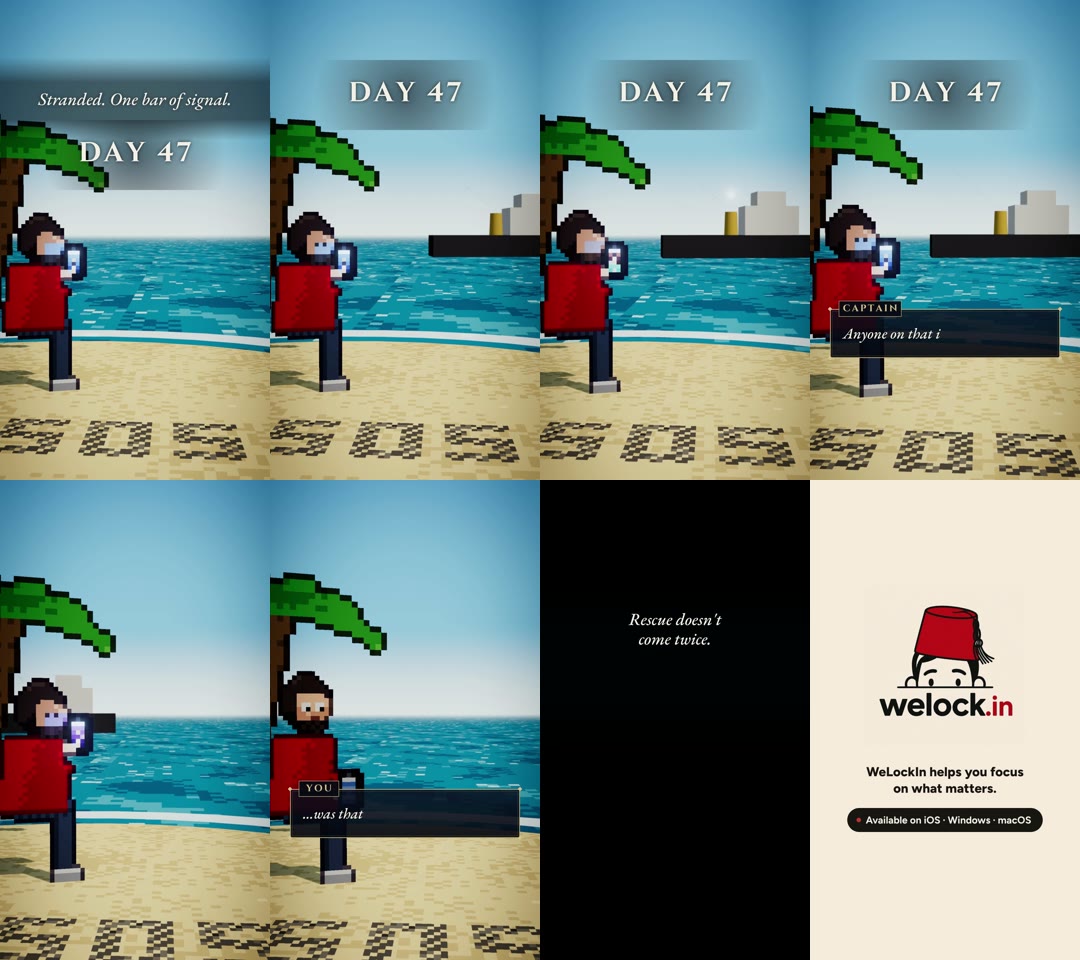 Stranded. One bar of signal.
DAY 47
DAY 47
DAY 47
DAY 47
CAPTAIN
Anyone on that i
SOS
SOS
SOS
SOS
YOU
...was that
SOS
SOS
Rescue doesn't
come twice.
welock.in
WeLockIn helps you focus
on what matters.
Available on iOS · Windows · macOS